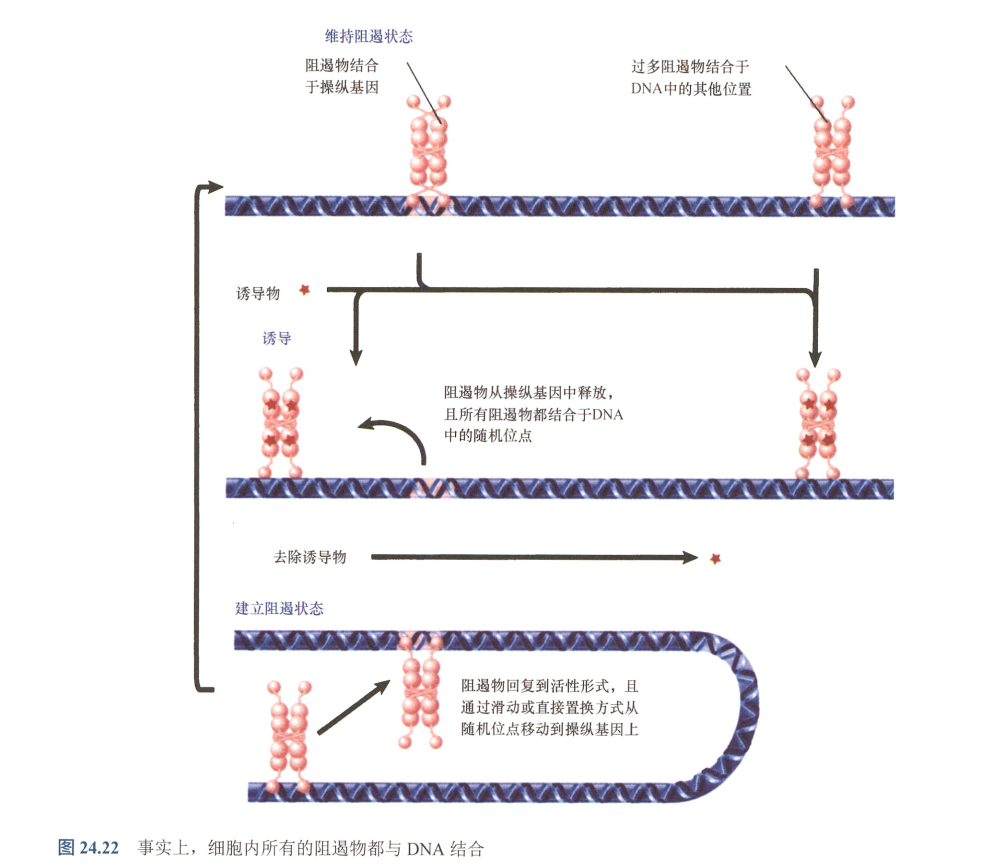 维持阻遏状态
阻遏物结合
于操纵基因
过多阻遏物结合于
DNA中的其他位置
诱导物
诱导
阻遏物从操纵基因中释放，
且所有阻遏物都结合于DNA
中的随机位点
去除诱导物
建立阻遏状态
阻遏物回复到活性形式，且
通过滑动或直接置换方式从
随机位点移动到操纵基因上
图 24.22 事实上，细胞内所有的阻遏物都与 DNA 结合